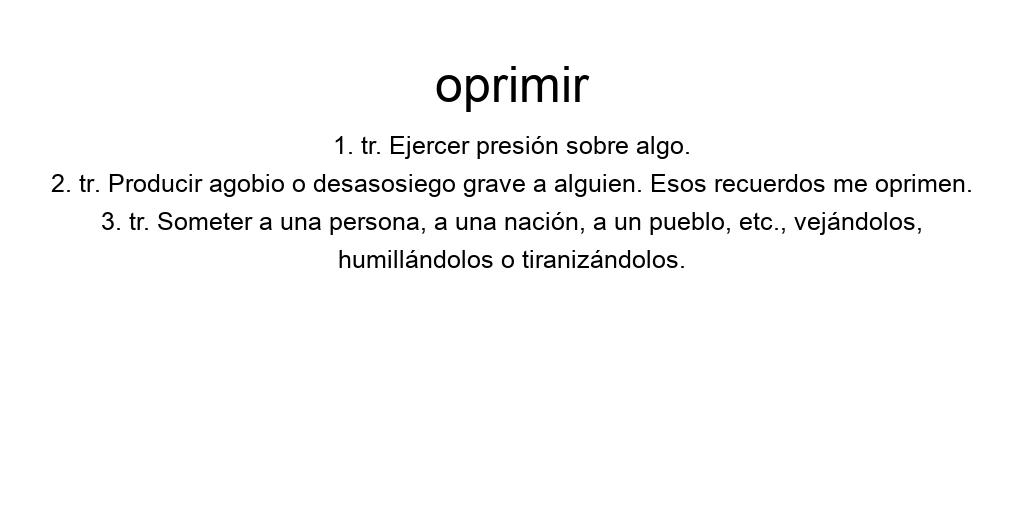 oprimir
1. tr. Ejercer presión sobre algo.
2. tr. Producir agobio o desasosiego grave a alguien. Esos recuerdos me oprimen.
3. tr. Someter a una persona, a una nación, a un pueblo, etc., vejándolos,
humillándolos o tiranizándolos.